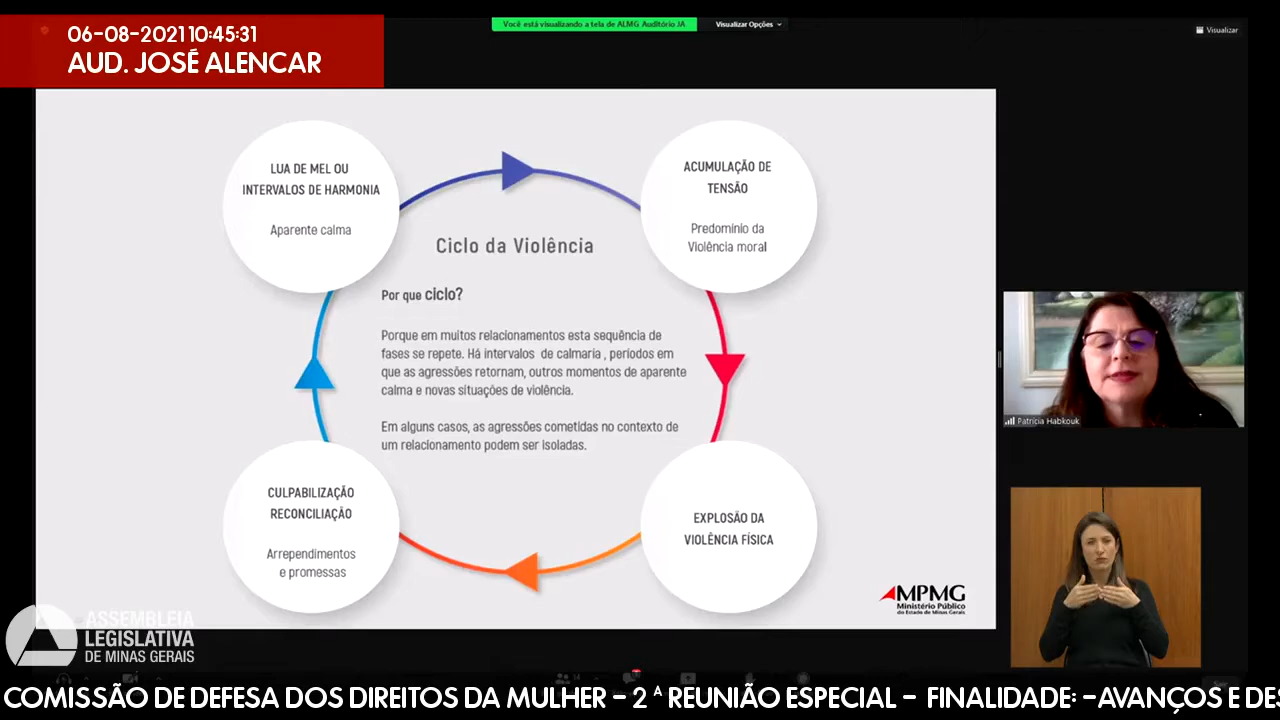 06-08-2021 10:45:31
AUD. JOSÉ ALENCAR
Você está visualizando a tela de ALMG Auditório JA
Visualizar Opções
Visualizar
LUA DE MEL OU
INTERVALOS DE HARMONIA
Aparente calma
ACUMULAÇÃO DE
TENSÃO
Predomínio da
Violência moral
Ciclo da Violência
Por que ciclo?
Porque em muitos relacionamentos esta sequência de
fases se repete. Há intervalos de calmaria , períodos em
que as agressões retornam, outros momentos de aparente
calma e novas situações de violência.
Em alguns casos, as agressões cometidas no contexto de
um relacionamento podem ser isoladas.
CULPABILIZAÇÃO
RECONCILIAÇÃO
Arrependimentos
e promessas
EXPLOSÃO DA
VIOLÊNCIA FÍSICA
MPMG
Ministério Público
do Estado de Minas Gerais
Patricia Habkouk
ASSEMBLEIA
LEGISLATIVA
DE MINAS GERAIS
COMISSÃO DE DEFESA DOS DIREITOS DA MULHER - 2 ª REUNIÃO ESPECIAL - FINALIDADE: -AVANÇOS E DES